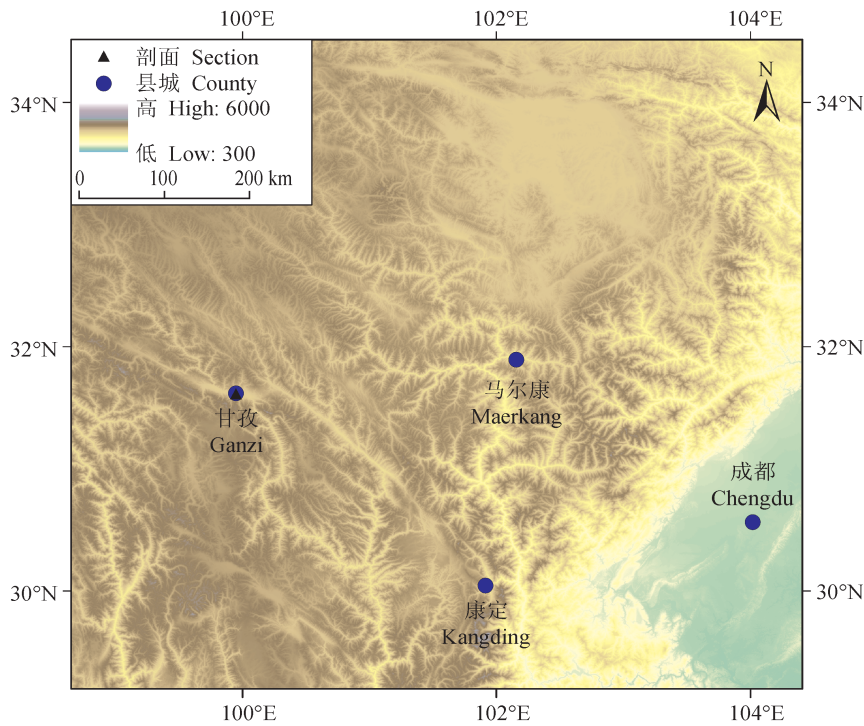 100°E 102°E 104°E
剖面 Section
县城 County
高 High: 6000
低 Low: 300
0 100 200 km
N
34°N 34°N
32°N 32°N
马尔康
Maerkang
甘孜
Ganzi
成都
Chengdu
30°N 30°N
康定
Kangding
100°E 102°E 104°E